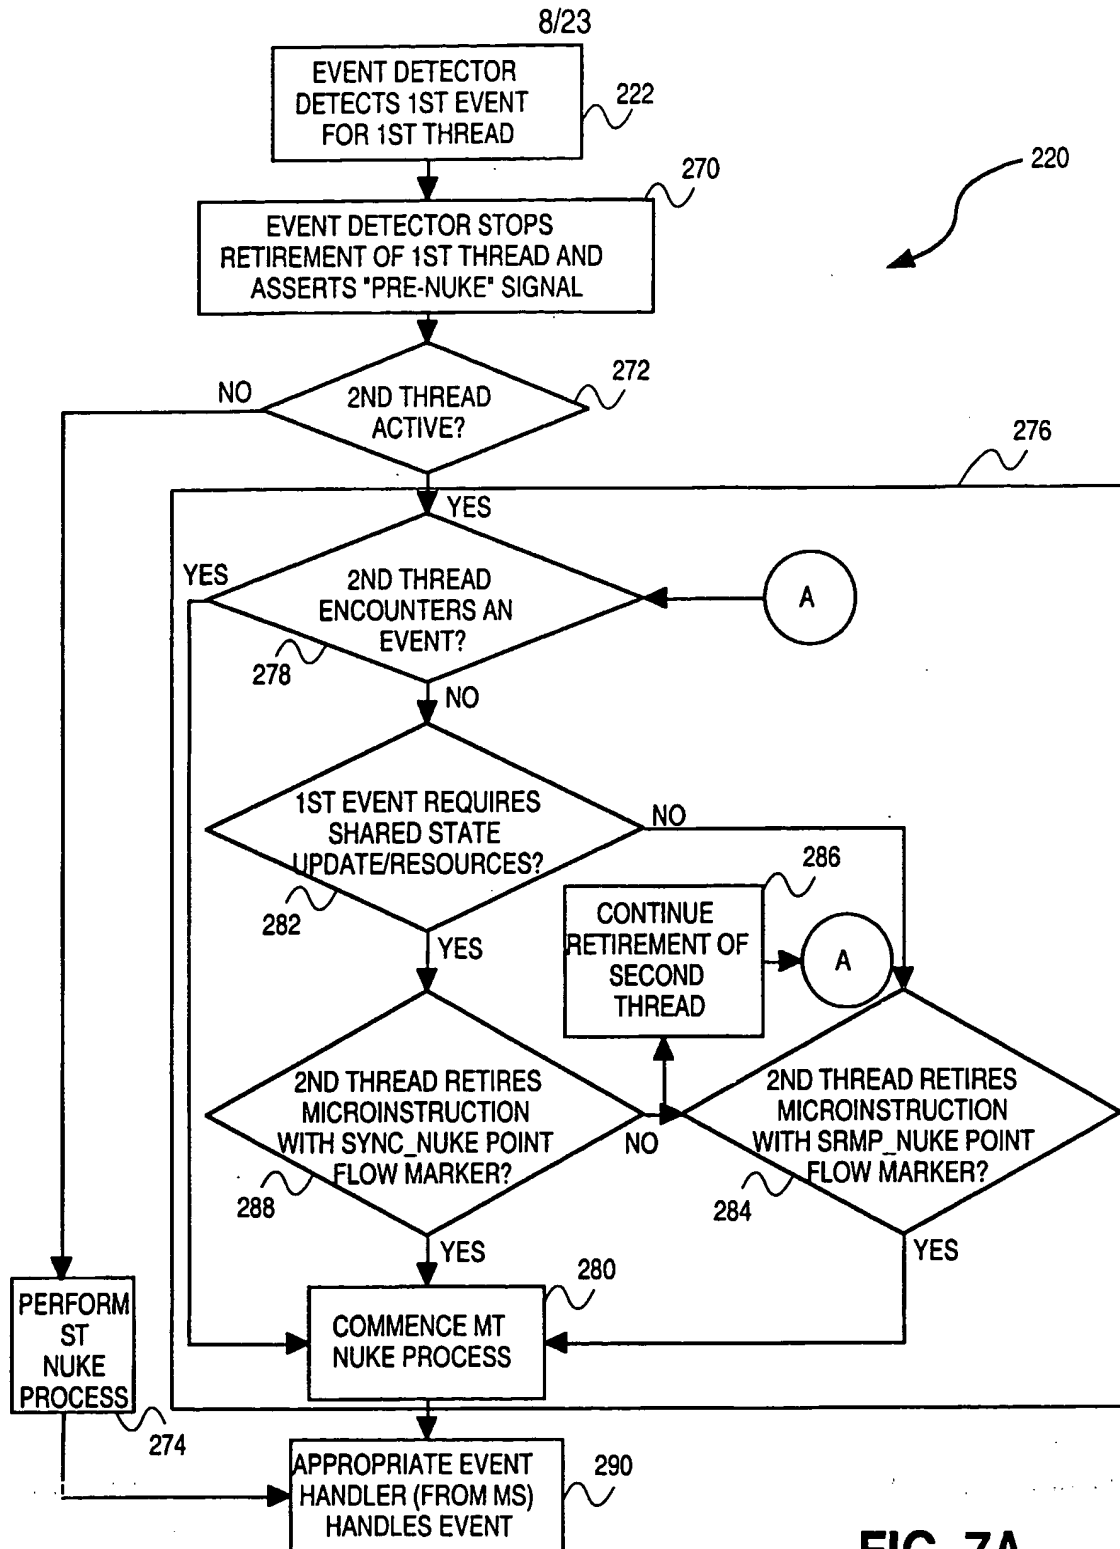 8/23
EVENT DETECTOR
DETECTS 1ST EVENT
FOR 1ST THREAD
222
220
270
EVENT DETECTOR STOPS
RETIREMENT OF 1ST THREAD AND
ASSERTS "PRE-NUKE" SIGNAL
272
NO
2ND THREAD
ACTIVE?
276
YES
YES
2ND THREAD
ENCOUNTERS AN
EVENT?
A
278
NO
1ST EVENT REQUIRES
SHARED STATE
UPDATE/RESOURCES?
NO
282
286
YES
CONTINUE
RETIREMENT OF
SECOND
THREAD
A
2ND THREAD RETIRES
MICROINSTRUCTION
WITH SYNC_NUKE POINT
FLOW MARKER?
NO
288
2ND THREAD RETIRES
MICROINSTRUCTION
WITH SRMP_NUKE POINT
FLOW MARKER?
284
YES
YES
280
COMMENCE MT
NUKE PROCESS
PERFORM
ST
NUKE
PROCESS
274
APPROPRIATE EVENT
HANDLER (FROM MS)
HANDLES EVENT
290
FIG. 7A